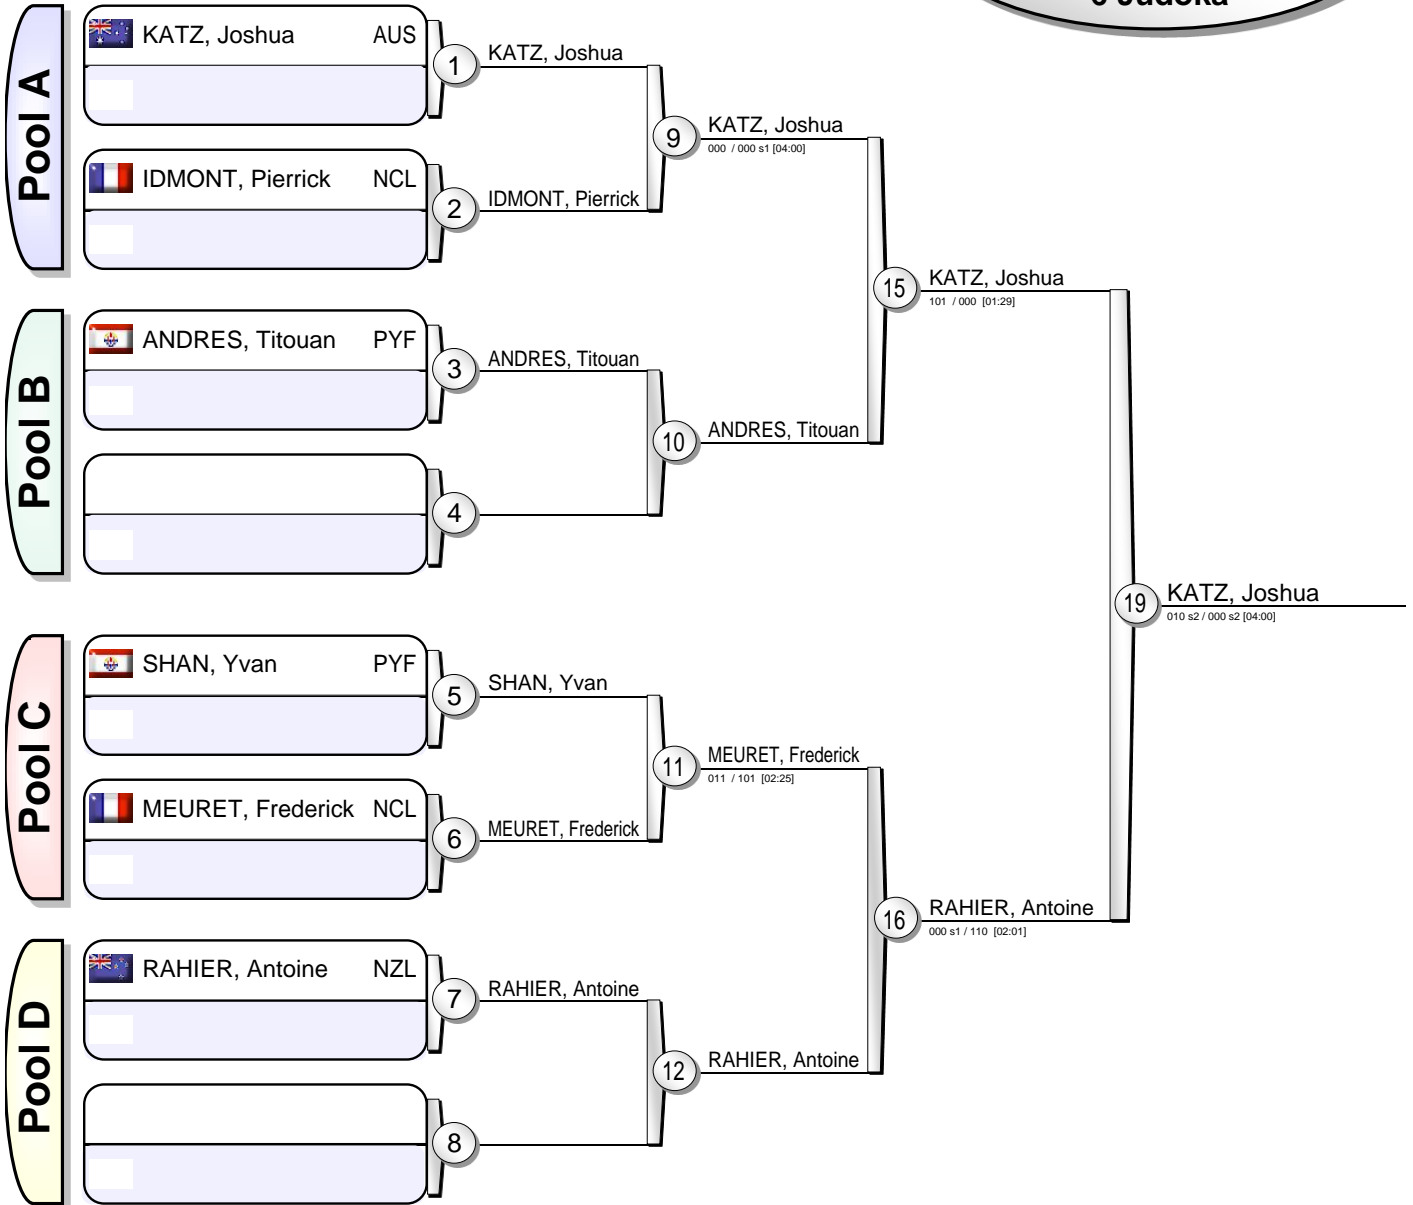 6 Judoka
Pool A
KATZ, Joshua AUS
1
KATZ, Joshua
IDMONT, Pierrick NCL
2
IDMONT, Pierrick
9
KATZ, Joshua
000 / 000 s1 [04:00]
Pool B
ANDRES, Titouan PYF
3
ANDRES, Titouan
4
10
ANDRES, Titouan
15
KATZ, Joshua
101 / 000 [01:29]
Pool C
SHAN, Yvan PYF
5
SHAN, Yvan
MEURET, Frederick NCL
6
MEURET, Frederick
11
MEURET, Frederick
011 / 101 [02:25]
Pool D
RAHIER, Antoine NZL
7
RAHIER, Antoine
8
12
RAHIER, Antoine
16
RAHIER, Antoine
000 s1 / 110 [02:01]
19
KATZ, Joshua
010 s2 / 000 s2 [04:00]